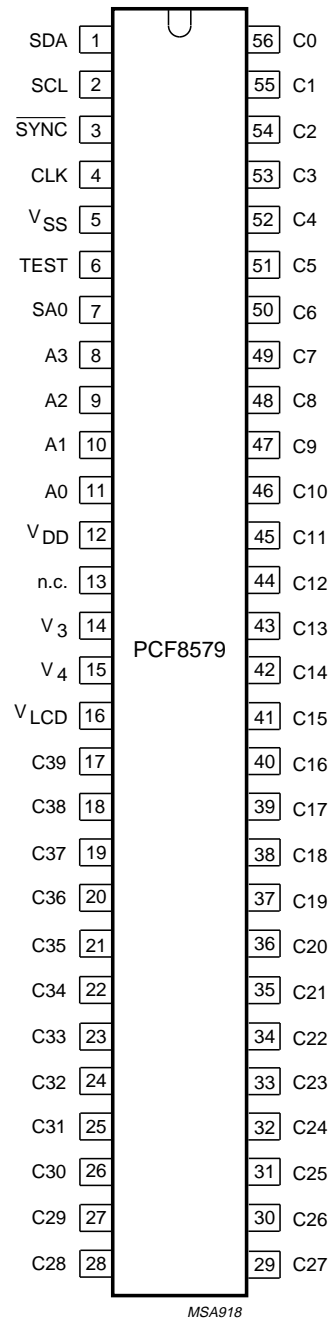 SDA 1 56 C0
SCL 2 55 C1
SYNC 3 54 C2
CLK 4 53 C3
VSS 5 52 C4
TEST 6 51 C5
SA0 7 50 C6
A3 8 49 C7
A2 9 48 C8
A1 10 47 C9
A0 11 46 C10
VDD 12 45 C11
n.c. 13 44 C12
V3 14 43 C13
PCF8579
V4 15 42 C14
VLCD 16 41 C15
C39 17 40 C16
C38 18 39 C17
C37 19 38 C18
C36 20 37 C19
C35 21 36 C20
C34 22 35 C21
C33 23 34 C22
C32 24 33 C23
C31 25 32 C24
C30 26 31 C25
C29 27 30 C26
C28 28 29 C27
MSA918